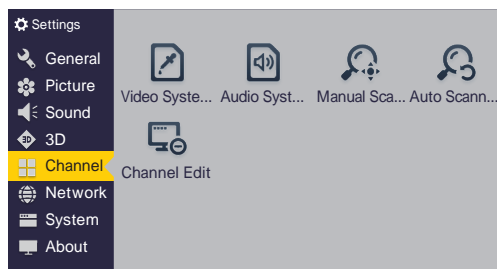 Settings
General
Picture
Sound
3D
Channel
Network
System
About
Video Syste... Audio Syst... Manual Sca... Auto Scann...
Channel Edit